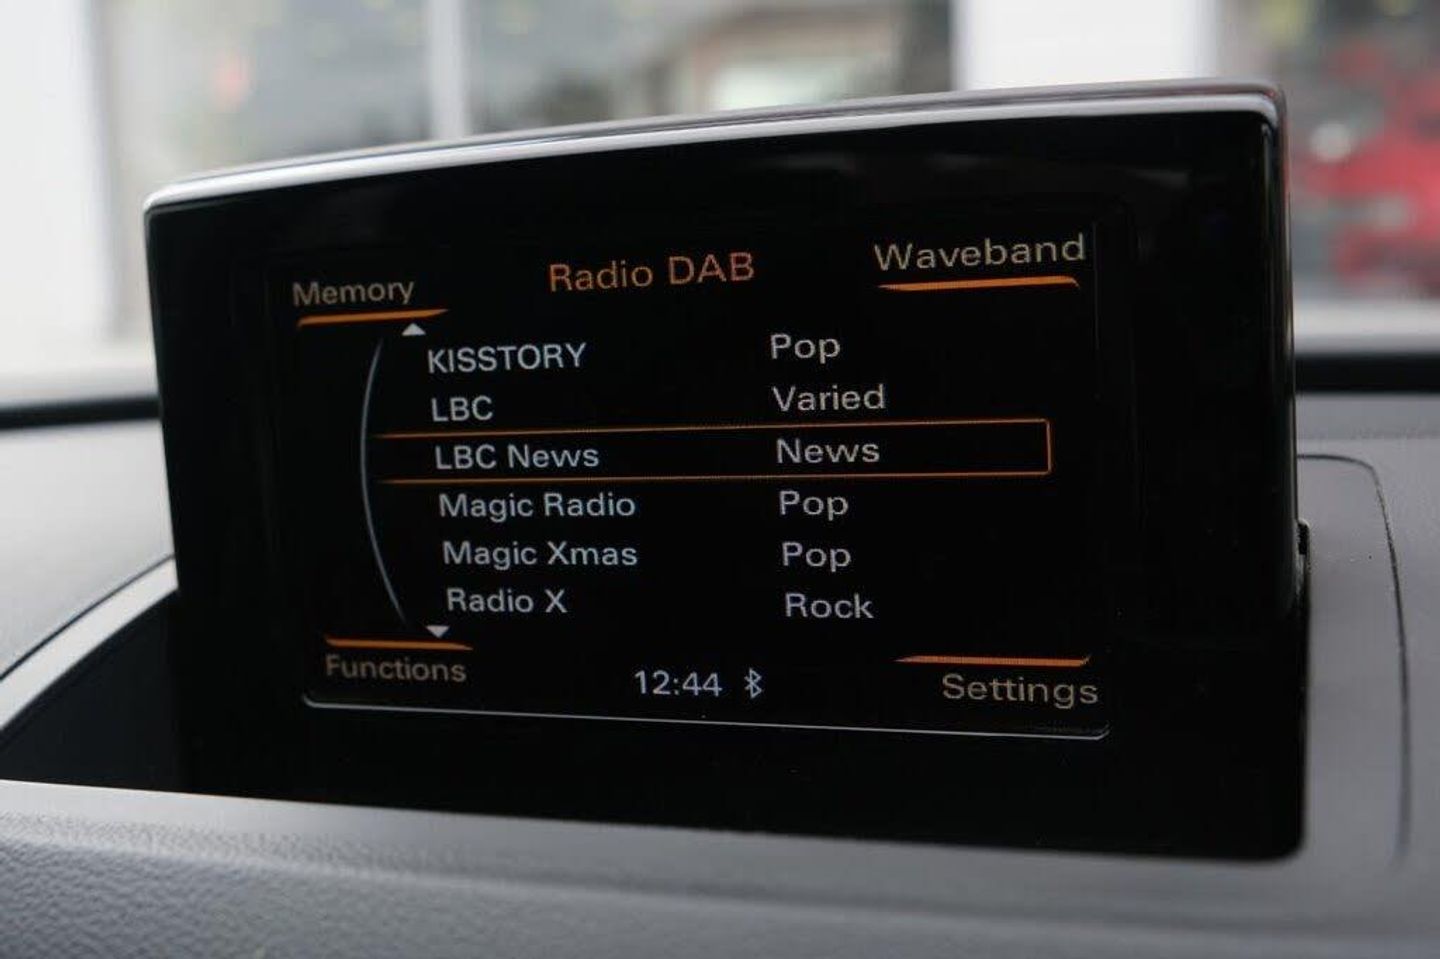 Memory Radio DAB Waveband
KISSTORY Pop
LBC Varied
LBC News News
Magic Radio Pop
Magic Xmas Pop
Radio X Rock
Functions 12:44 Settings